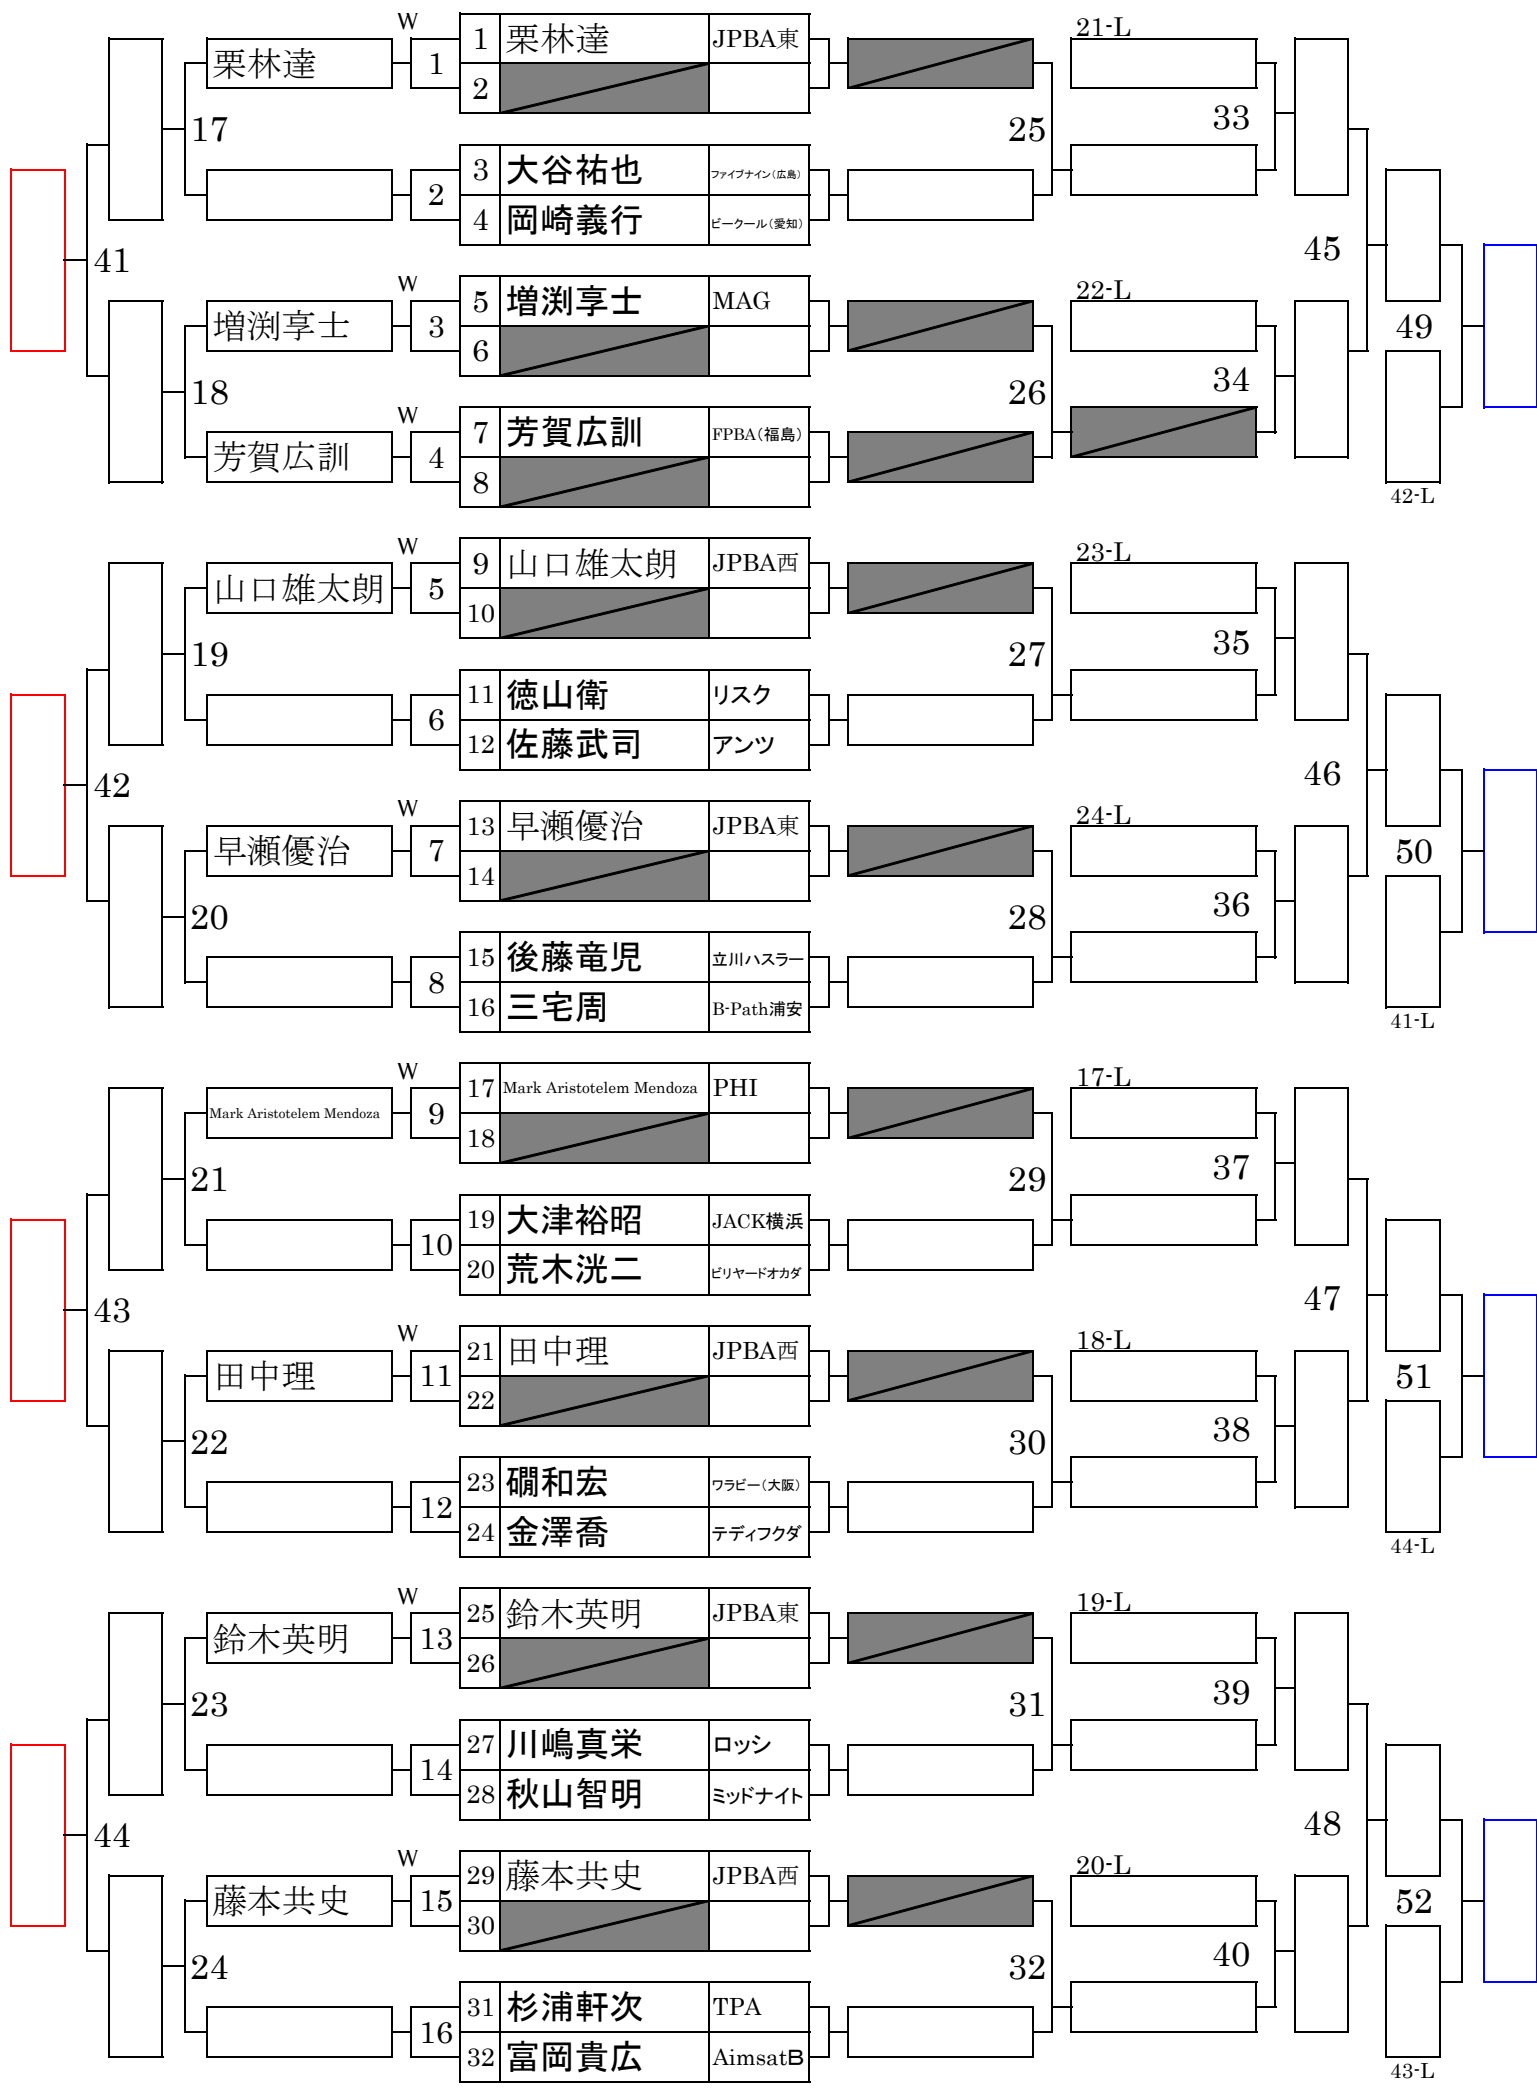 W
1 栗林達 JPBA東
21-L
栗林達
1
2
17
25
33
3 大谷祐也 ファイブナイン(広島)
2
4 岡崎義行 ビークール(愛知)
41
45
W
5 増渕享士 MAG
22-L
増渕享士
3
6
49
18
26
34
W
7 芳賀広訓 FPBA(福島)
芳賀広訓
4
8
42-L
W
9 山口雄太朗 JPBA西
23-L
山口雄太朗
5
10
19
27
35
11 徳山衛 リスク
6
12 佐藤武司 アンツ
42
46
W
13 早瀬優治 JPBA東
24-L
早瀬優治
7
14
50
20
28
36
15 後藤竜児 立川ハスラー
8
16 三宅周 B-Path浦安
41-L
W
17 Mark Aristotelem Mendoza PHI
17-L
Mark Aristotelem Mendoza
9
18
21
29
37
19 大津裕昭 JACK横浜
10
20 荒木洸二 ビリヤードオカダ
43
47
W
21 田中理 JPBA西
18-L
田中理
11
22
51
22
30
38
23 磵和宏 ワラビー(大阪)
12
24 金澤喬 テディフクダ
44-L
W
25 鈴木英明 JPBA東
19-L
鈴木英明
13
26
23
31
39
27 川嶋真栄 ロッシ
14
28 秋山智明 ミッドナイト
44
48
W
29 藤本共史 JPBA西
20-L
藤本共史
15
30
52
24
32
40
31 杉浦軒次 TPA
16
32 富岡貴広 AimsatB
43-L